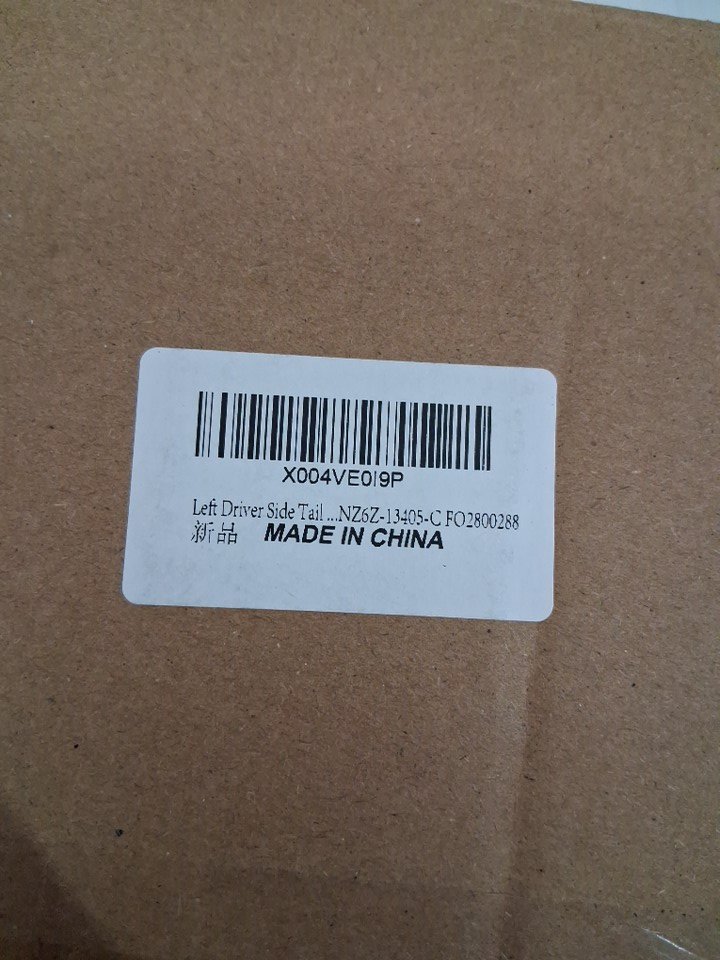 X004VE0I9P
Left Driver Side Tail ...NZ6Z-13405-C FO2800288
新品 MADE IN CHINA